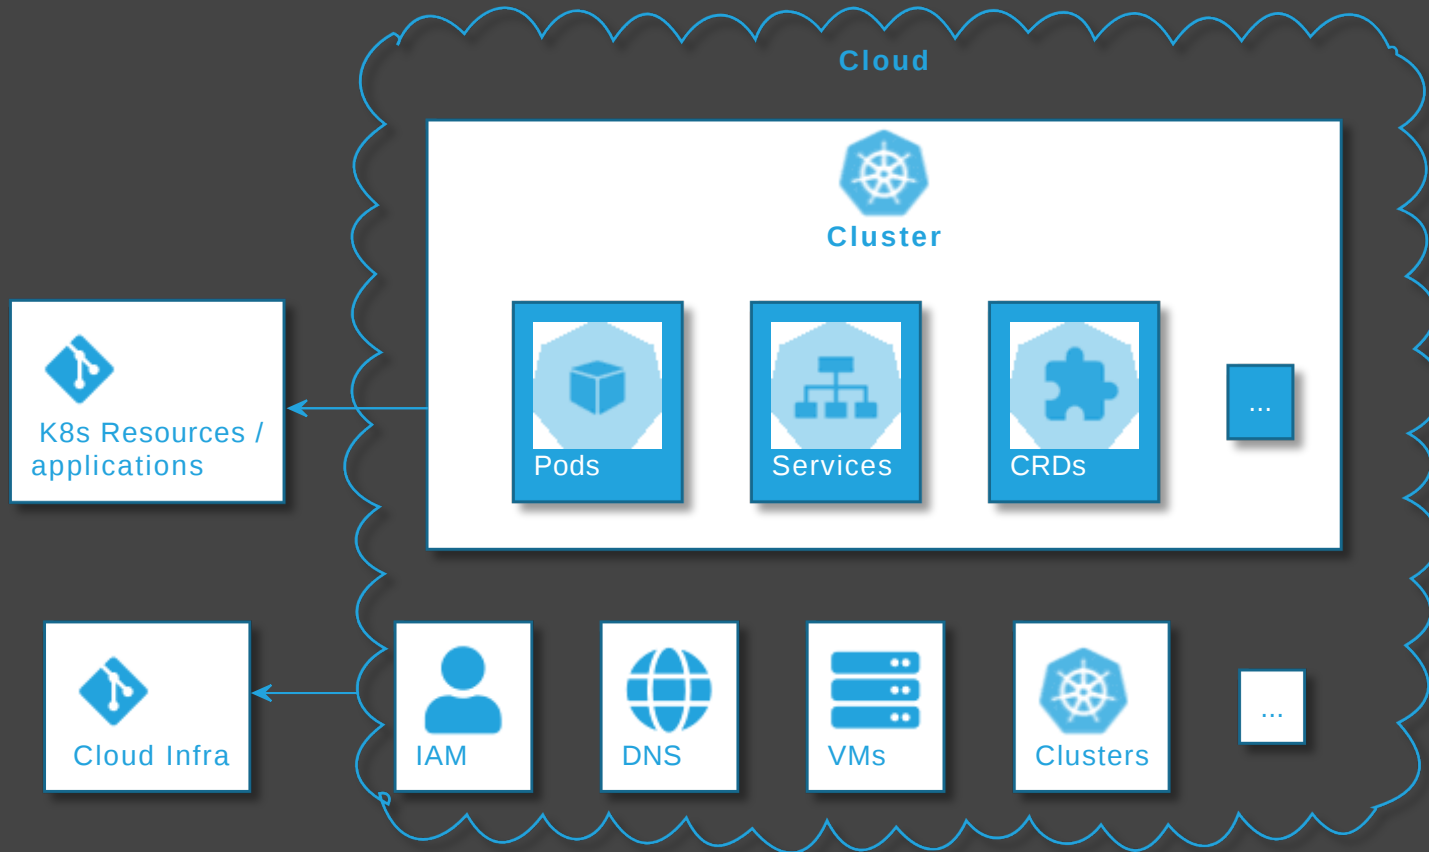 Cloud
Cluster
Pods
Services
CRDs
...
K8s Resources /
applications
Cloud Infra
IAM
DNS
VMs
Clusters
...